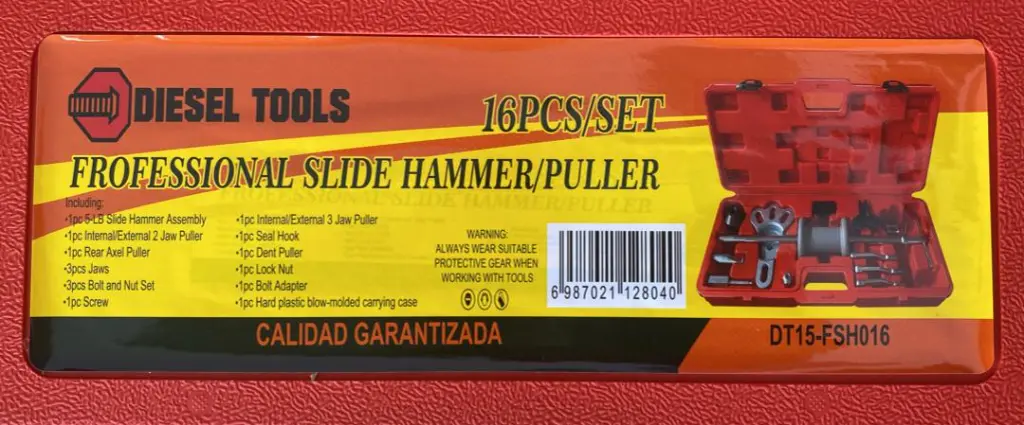 DIESEL TOOLS
16PCS/SET
FROFESSIONAL SLIDE HAMMER/PULLER
Including:
•1pc 5-LB Slide Hammer Assembly
•1pc Internal/External 2 Jaw Puller
•1pc Rear Axel Puller
•3pcs Jaws
•3pcs Bolt and Nut Set
•1pc Screw
•1pc Internal/External 3 Jaw Puller
•1pc Seal Hook
•1pc Dent Puller
•1pc Lock Nut
•1pc Bolt Adapter
•1pc Hard plastic blow-molded carrying case
WARNING:
ALWAYS WEAR SUITABLE
PROTECTIVE GEAR WHEN
WORKING WITH TOOLS
6 987021 128040
CALIDAD GARANTIZADA
DT15-FSH016